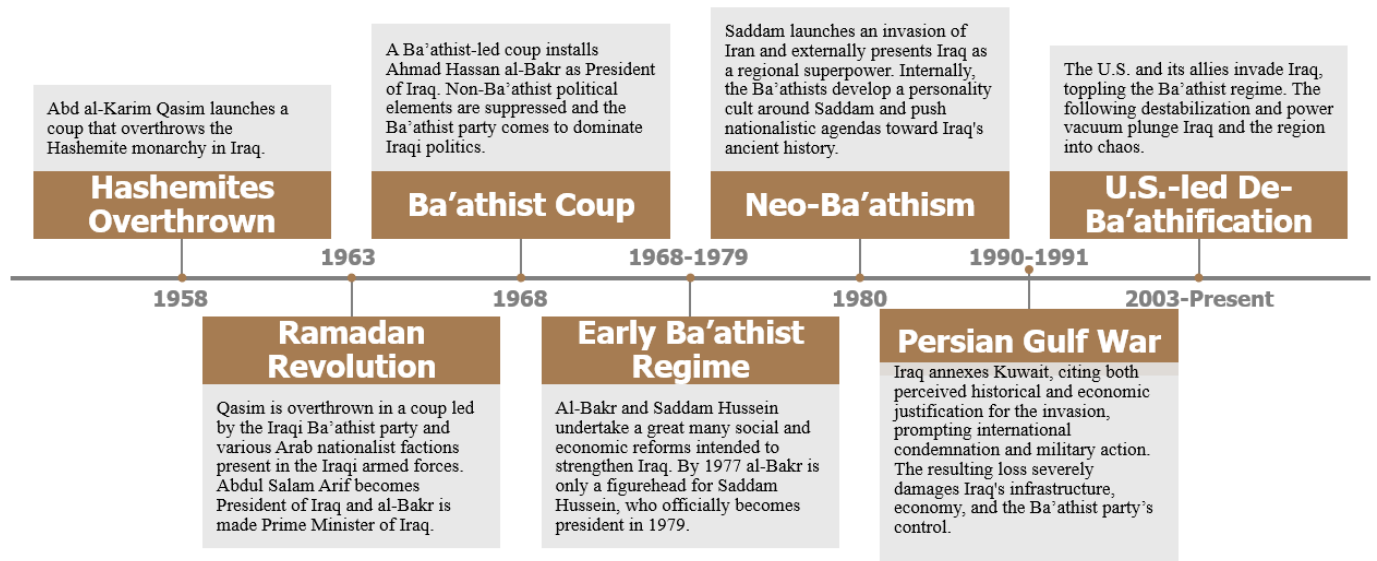 Abd al-Karim Qasim launches a
coup that overthrows the
Hashemite monarchy in Iraq.
Hashemites
Overthrown
1958
1963
Ramadan
Revolution
Qasim is overthrown in a coup led
by the Iraqi Ba’athist party and
various Arab nationalist factions
present in the Iraqi armed forces.
Abdul Salam Arif becomes
President of Iraq and al-Bakr is
made Prime Minister of Iraq.
A Ba’athist-led coup installs
Ahmad Hassan al-Bakr as President
of Iraq. Non-Ba’athist political
elements are suppressed and the
Ba’athist party comes to dominate
Iraqi politics.
Ba’athist Coup
1968
1968-1979
Early Ba’athist
Regime
Al-Bakr and Saddam Hussein
undertake a great many social and
economic reforms intended to
strengthen Iraq. By 1977 al-Bakr is
only a figurehead for Saddam
Hussein, who officially becomes
president in 1979.
Saddam launches an invasion of
Iran and externally presents Iraq as
a regional superpower. Internally,
the Ba’athists develop a personality
cult around Saddam and push
nationalistic agendas toward Iraq's
ancient history.
Neo-Ba’athism
1980
1990-1991
Persian Gulf War
Iraq annexes Kuwait, citing both
perceived historical and economic
justification for the invasion,
prompting international
condemnation and military action.
The resulting loss severely
damages Iraq's infrastructure,
economy, and the Ba’athist party’s
control.
The U.S. and its allies invade Iraq,
toppling the Ba’athist regime. The
following destabilization and power
vacuum plunge Iraq and the region
into chaos.
U.S.-led De-
Ba’athification
2003-Present